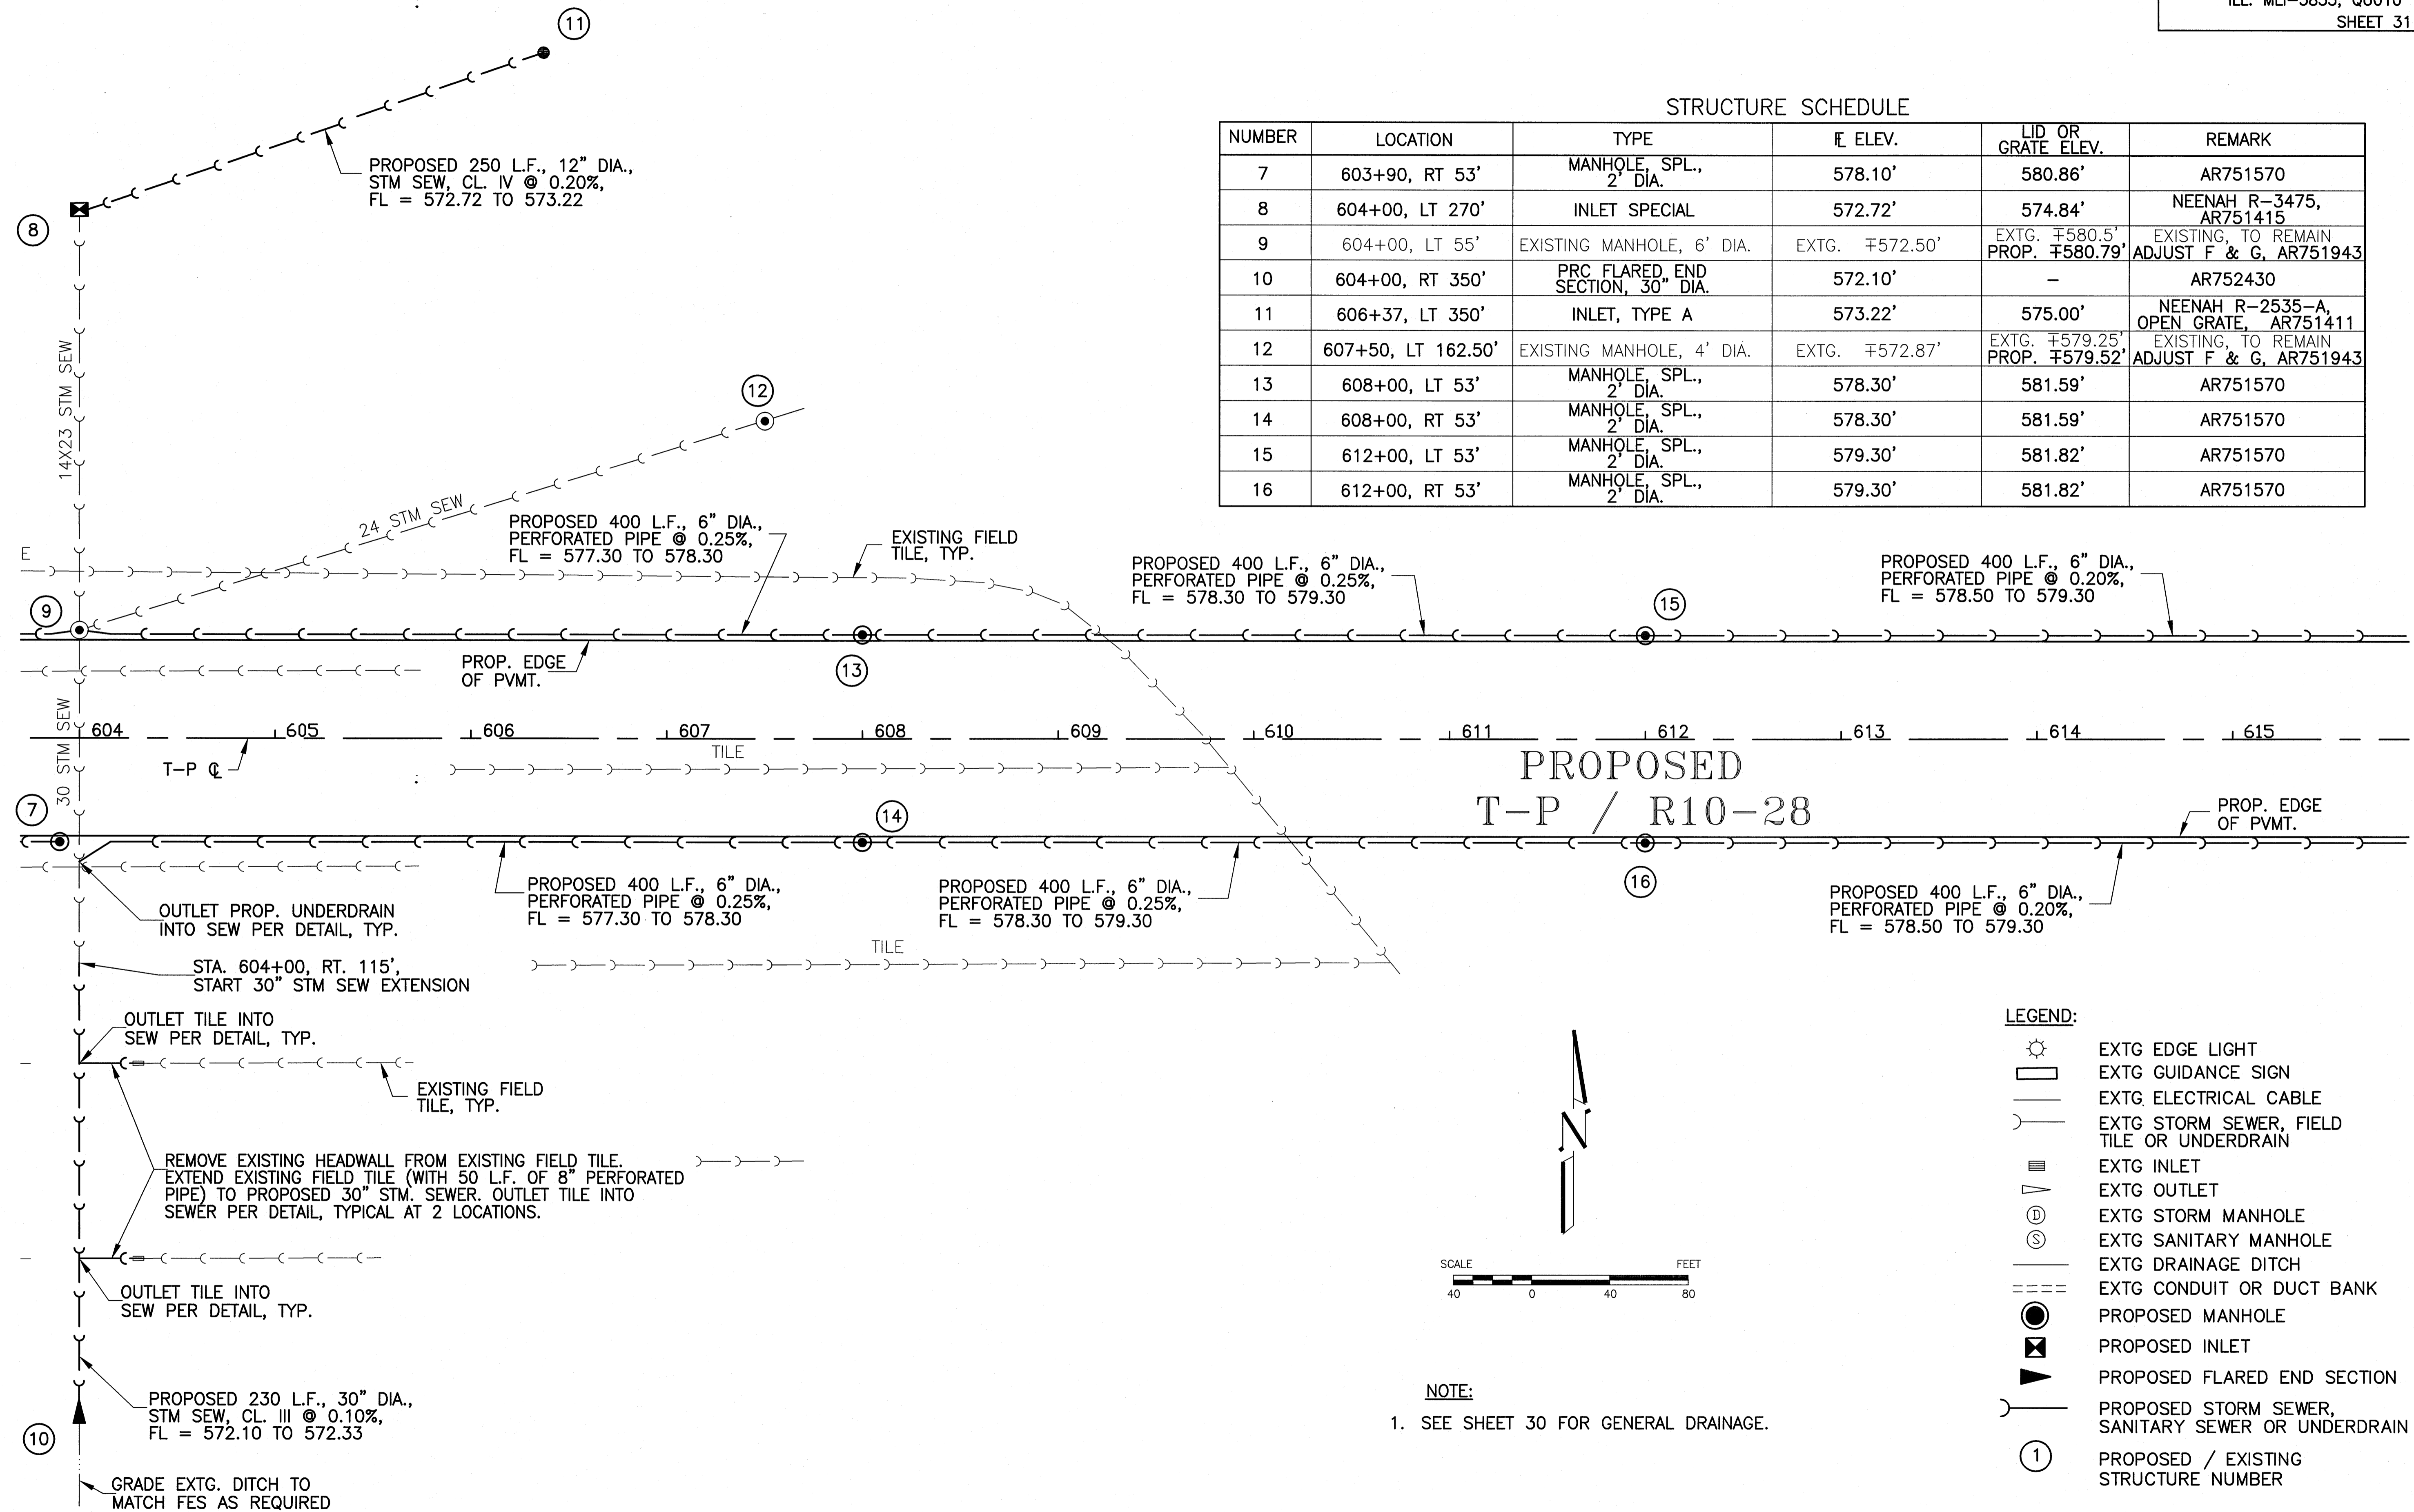 ILL. MLI-3855, QU010
SHEET 31
11
PROPOSED 250 L.F., 12" DIA.,
STM SEW, CL. IV @ 0.20%,
FL = 572.72 TO 573.22
8
STRUCTURE SCHEDULE
NUMBER LOCATION TYPE FL ELEV. LID OR GRATE ELEV. REMARK
7 603+90, RT 53' MANHOLE, SPL., 2' DIA. 578.10' 580.86' AR751570
8 604+00, LT 270' INLET SPECIAL 572.72' 574.84' NEENAH R-3475, AR751415
9 604+00, LT 55' EXISTING MANHOLE, 6' DIA. EXTG. ∓572.50' EXTG. ∓580.5' PROP. ∓580.79' EXISTING, TO REMAIN ADJUST F & G, AR751943
10 604+00, RT 350' PRC FLARED END SECTION, 30" DIA. 572.10' – AR752430
11 606+37, LT 350' INLET, TYPE A 573.22' 575.00' NEENAH R-2535-A, OPEN GRATE, AR751411
12 607+50, LT 162.50' EXISTING MANHOLE, 4' DIA. EXTG. ∓572.87' EXTG. ∓579.25' PROP. ∓579.52' EXISTING, TO REMAIN ADJUST F & G, AR751943
13 608+00, LT 53' MANHOLE, SPL., 2' DIA. 578.30' 581.59' AR751570
14 608+00, RT 53' MANHOLE, SPL., 2' DIA. 578.30' 581.59' AR751570
15 612+00, LT 53' MANHOLE, SPL., 2' DIA. 579.30' 581.82' AR751570
16 612+00, RT 53' MANHOLE, SPL., 2' DIA. 579.30' 581.82' AR751570
14X23 STM SEW
12
24 STM SEW
PROPOSED 400 L.F., 6" DIA.,
PERFORATED PIPE @ 0.25%,
FL = 577.30 TO 578.30
EXISTING FIELD
TILE, TYP.
PROPOSED 400 L.F., 6" DIA.,
PERFORATED PIPE @ 0.25%,
FL = 578.30 TO 579.30
PROPOSED 400 L.F., 6" DIA.,
PERFORATED PIPE @ 0.20%,
FL = 578.50 TO 579.30
E
9
15
PROP. EDGE
OF PVMT.
13
30 STM SEW
604 605 606 607 608 609 610 611 612 613 614 615
T-P CL
TILE
PROPOSED
T-P / R10-28
7
14
PROP. EDGE
OF PVMT.
16
OUTLET PROP. UNDERDRAIN
INTO SEW PER DETAIL, TYP.
PROPOSED 400 L.F., 6" DIA.,
PERFORATED PIPE @ 0.25%,
FL = 577.30 TO 578.30
PROPOSED 400 L.F., 6" DIA.,
PERFORATED PIPE @ 0.25%,
FL = 578.30 TO 579.30
PROPOSED 400 L.F., 6" DIA.,
PERFORATED PIPE @ 0.20%,
FL = 578.50 TO 579.30
TILE
STA. 604+00, RT. 115',
START 30" STM SEW EXTENSION
OUTLET TILE INTO
SEW PER DETAIL, TYP.
EXISTING FIELD
TILE, TYP.
REMOVE EXISTING HEADWALL FROM EXISTING FIELD TILE.
EXTEND EXISTING FIELD TILE (WITH 50 L.F. OF 8" PERFORATED
PIPE) TO PROPOSED 30" STM. SEWER. OUTLET TILE INTO
SEWER PER DETAIL, TYPICAL AT 2 LOCATIONS.
OUTLET TILE INTO
SEW PER DETAIL, TYP.
PROPOSED 230 L.F., 30" DIA.,
STM SEW, CL. III @ 0.10%,
FL = 572.10 TO 572.33
10
GRADE EXTG. DITCH TO
MATCH FES AS REQUIRED
N
SCALE FEET
40 0 40 80
NOTE:
1. SEE SHEET 30 FOR GENERAL DRAINAGE.
LEGEND:
EXTG EDGE LIGHT
EXTG GUIDANCE SIGN
EXTG ELECTRICAL CABLE
EXTG STORM SEWER, FIELD
TILE OR UNDERDRAIN
EXTG INLET
EXTG OUTLET
D EXTG STORM MANHOLE
S EXTG SANITARY MANHOLE
EXTG DRAINAGE DITCH
EXTG CONDUIT OR DUCT BANK
PROPOSED MANHOLE
PROPOSED INLET
PROPOSED FLARED END SECTION
PROPOSED STORM SEWER,
SANITARY SEWER OR UNDERDRAIN
1 PROPOSED / EXISTING
STRUCTURE NUMBER